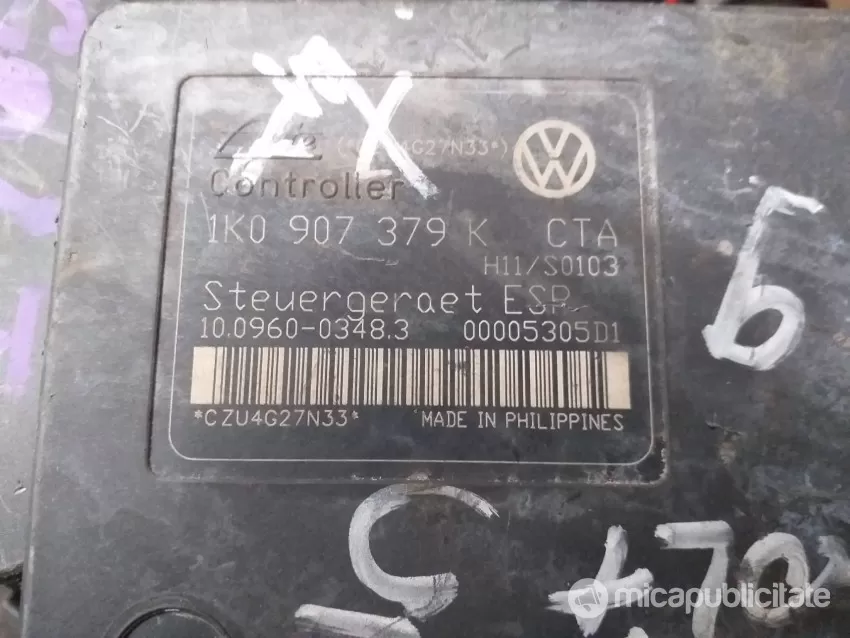 Controller
1K0 907 379 K CTA
H11/S0103
Steuergeraet ESP
10.0960-0348.3 00005305D1
*CZU4G27N33* MADE IN PHILIPPINES
micapublicitate